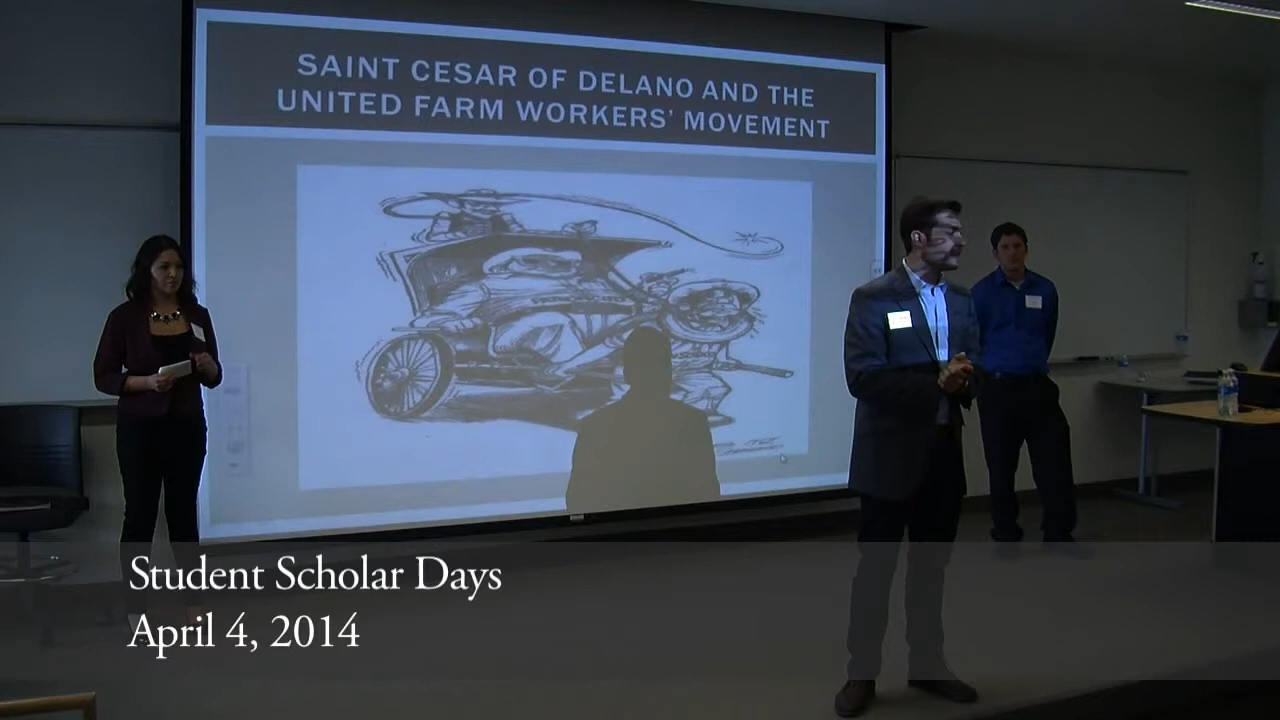 SAINT CESAR OF DELANO AND THE
UNITED FARM WORKERS' MOVEMENT
Student Scholar Days
April 4, 2014